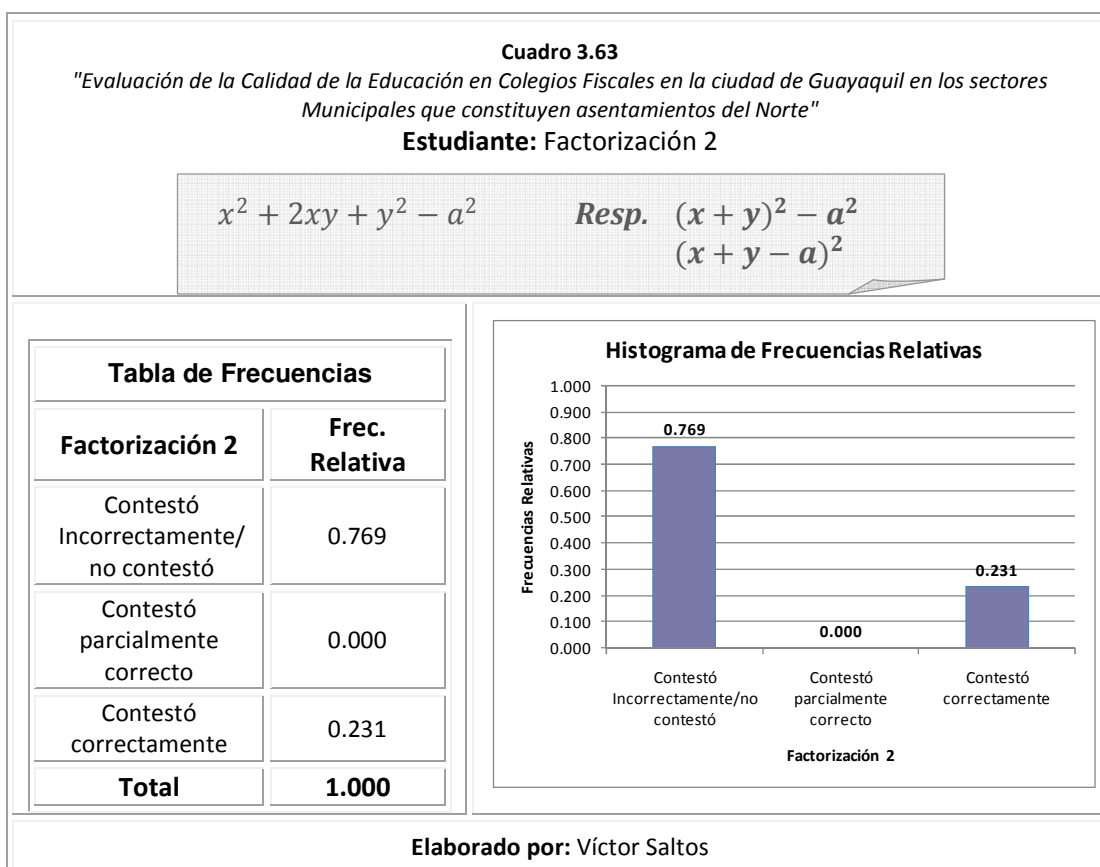 Cuadro 3.63
"Evaluación de la Calidad de la Educación en Colegios Fiscales en la ciudad de Guayaquil en los sectores
Municipales que constituyen asentamientos del Norte"
Estudiante: Factorización 2
x² + 2xy + y² − a² Resp. (x + y)² − a²
(x + y − a)²
Tabla de Frecuencias
Factorización 2
Frec.
Relativa
Contestó
Incorrectamente/
no contestó
0.769
Contestó
parcialmente
correcto
0.000
Contestó
correctamente
0.231
Total
1.000
Histograma de Frecuencias Relativas
Frecuencias Relativas
1.000
0.900
0.800
0.700
0.600
0.500
0.400
0.300
0.200
0.100
0.000
0.769
0.000
0.231
Contestó
Incorrectamente/no
contestó
Contestó
parcialmente
correcto
Contestó
correctamente
Factorización 2
Elaborado por: Víctor Saltos